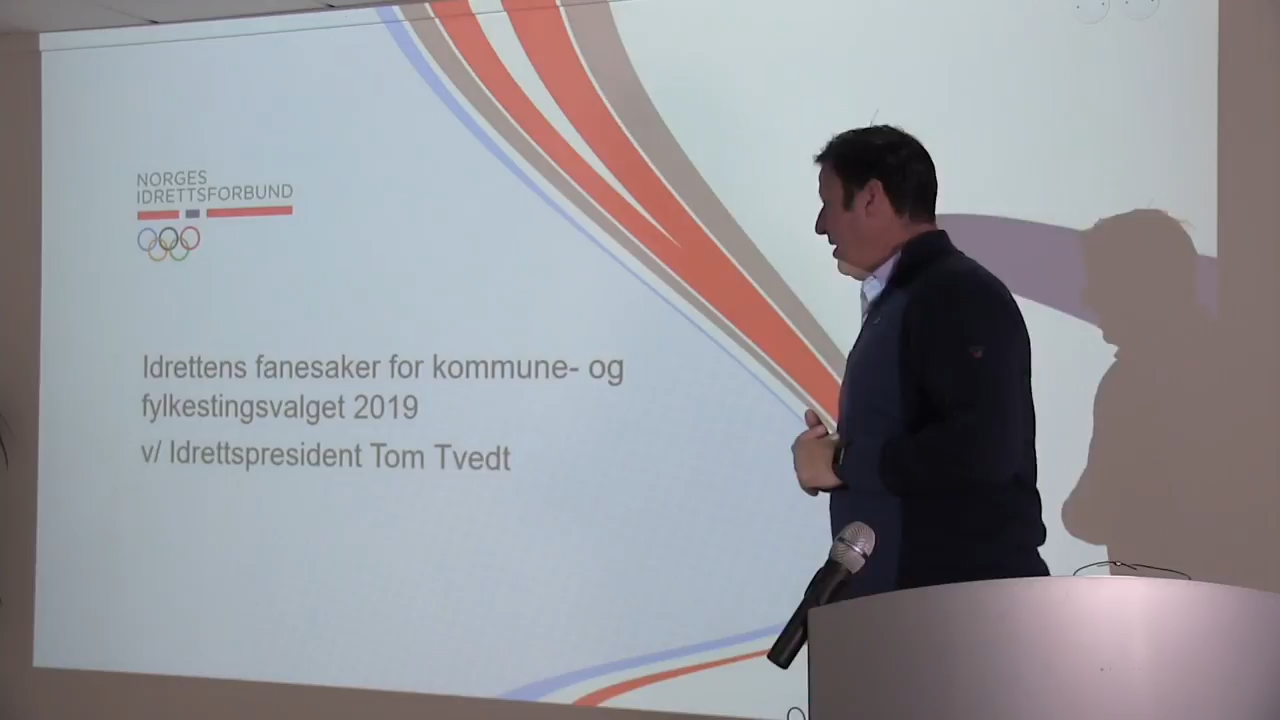 NORGES
IDRETTSFORBUND
Idrettens fanesaker for kommune- og
fylkestingsvalget 2019
v/ Idrettspresident Tom Tvedt